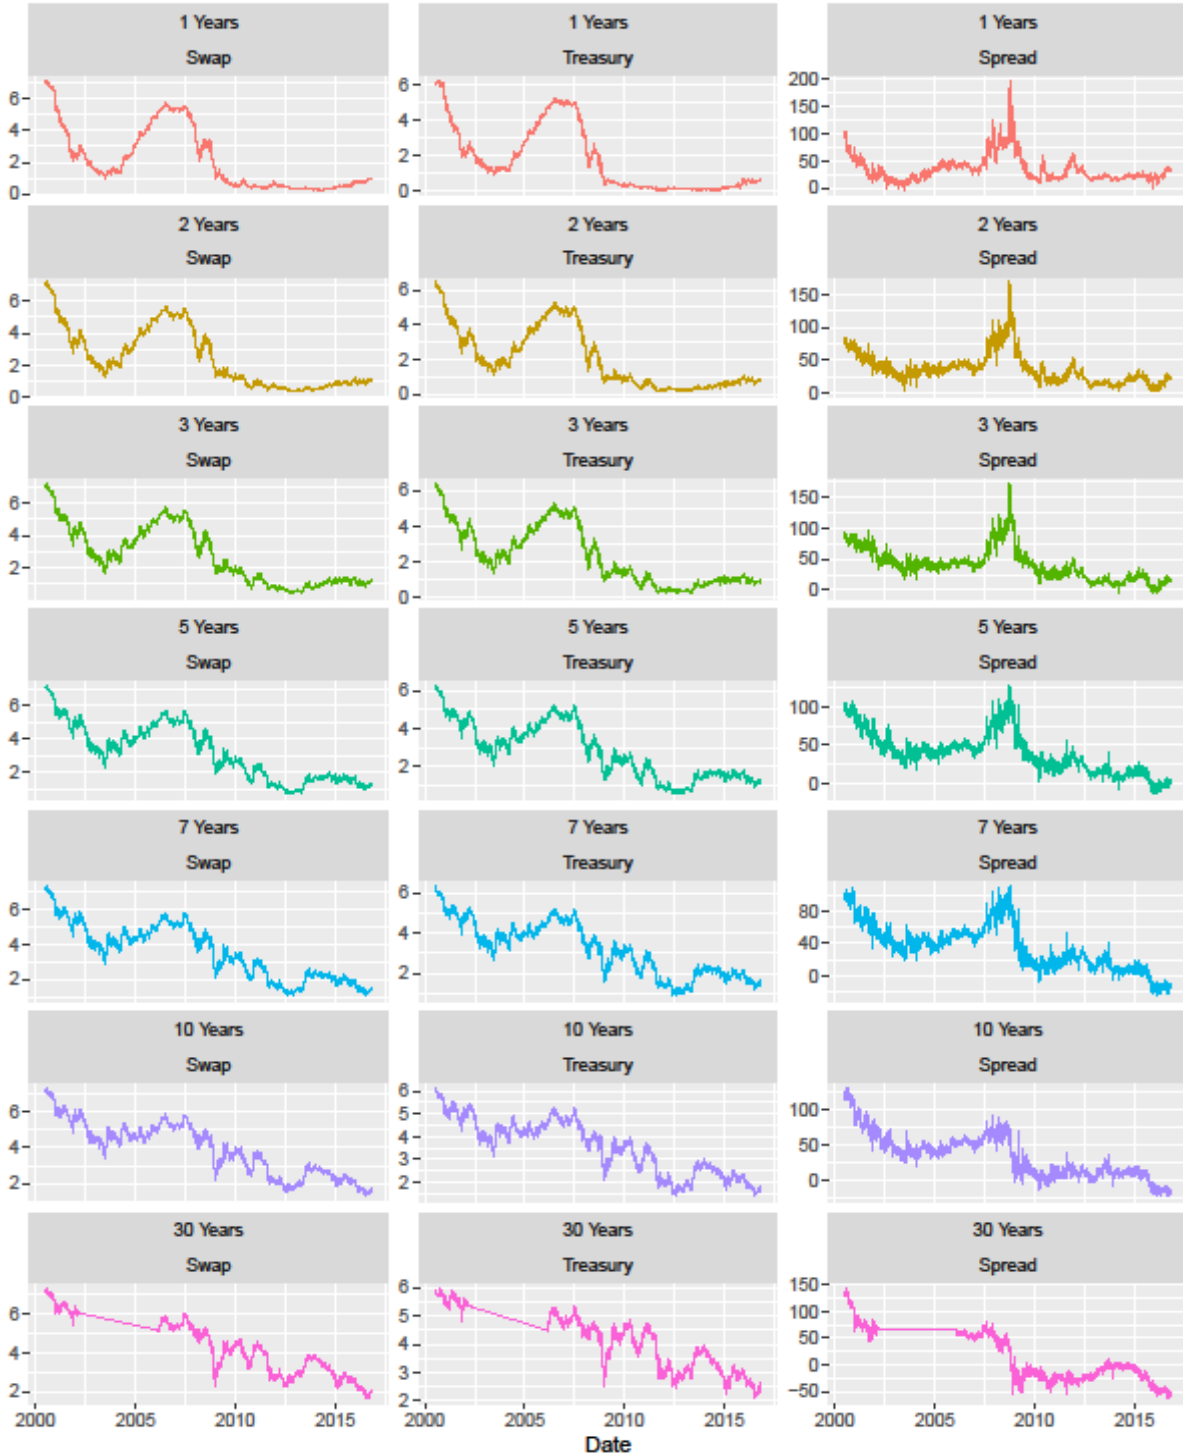 1 Years 1 Years 1 Years
Swap Treasury Spread
6 6 200
4 4 150
2 2 100
0 0 50
0
2 Years 2 Years 2 Years
Swap Treasury Spread
6 6 150
4 4 100
2 2 50
0 0 0
3 Years 3 Years 3 Years
Swap Treasury Spread
6 6 150
4 4 100
2 2 50
0 0
5 Years 5 Years 5 Years
Swap Treasury Spread
6 6 100
4 4 50
2 2 0
7 Years 7 Years 7 Years
Swap Treasury Spread
6 6 80
4 4 40
2 2 0
10 Years 10 Years 10 Years
Swap Treasury Spread
6 6 100
4 5 50
2 4 0
3
2
30 Years 30 Years 30 Years
Swap Treasury Spread
6 6 150
4 5 100
2 4 50
3 0
2 −50
2000 2005 2010 2015 2000 2005 2010 2015 2000 2005 2010 2015
Date